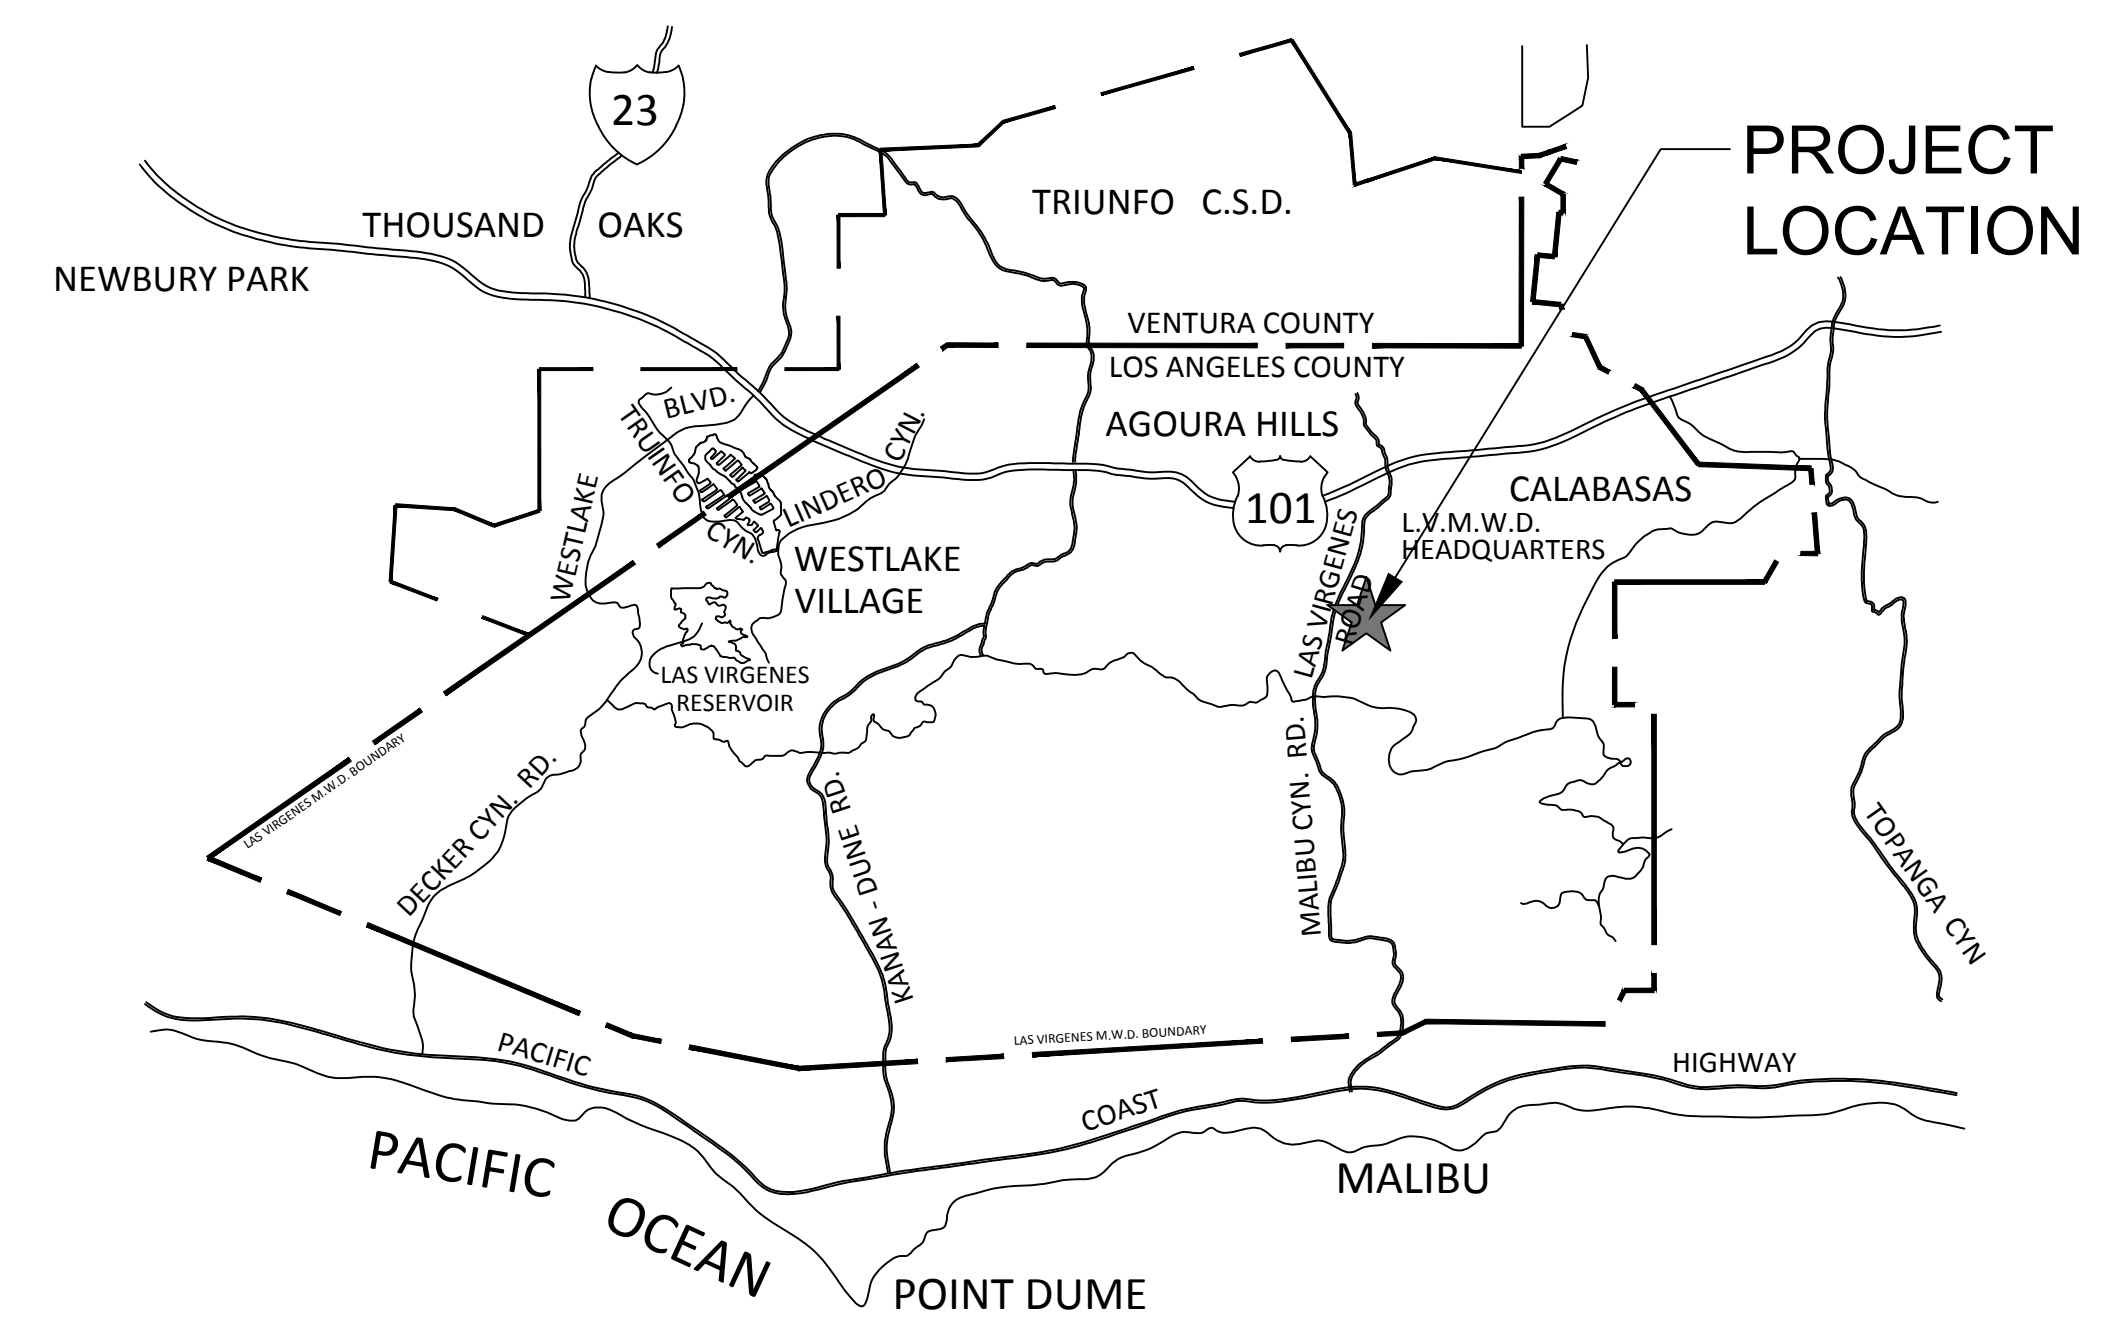 23
PROJECT
LOCATION
THOUSAND OAKS
TRIUNFO C.S.D.
NEWBURY PARK
VENTURA COUNTY
LOS ANGELES COUNTY
BLVD.
TRUINFO
CYN.
AGOURA HILLS
LINDERO CYN.
WESTLAKE
101
CALABASAS
L.V.M.W.D.
HEADQUARTERS
WESTLAKE
VILLAGE
LAS VIRGENES
ROAD
LAS VIRGENES
RESERVOIR
LAS VIRGENES M.W.D. BOUNDARY
DECKER CYN. RD.
KANAN - DUNE RD.
MALIBU CYN. RD.
TOPANGA CYN
LAS VIRGENES M.W.D. BOUNDARY
PACIFIC
COAST
HIGHWAY
PACIFIC OCEAN
MALIBU
POINT DUME